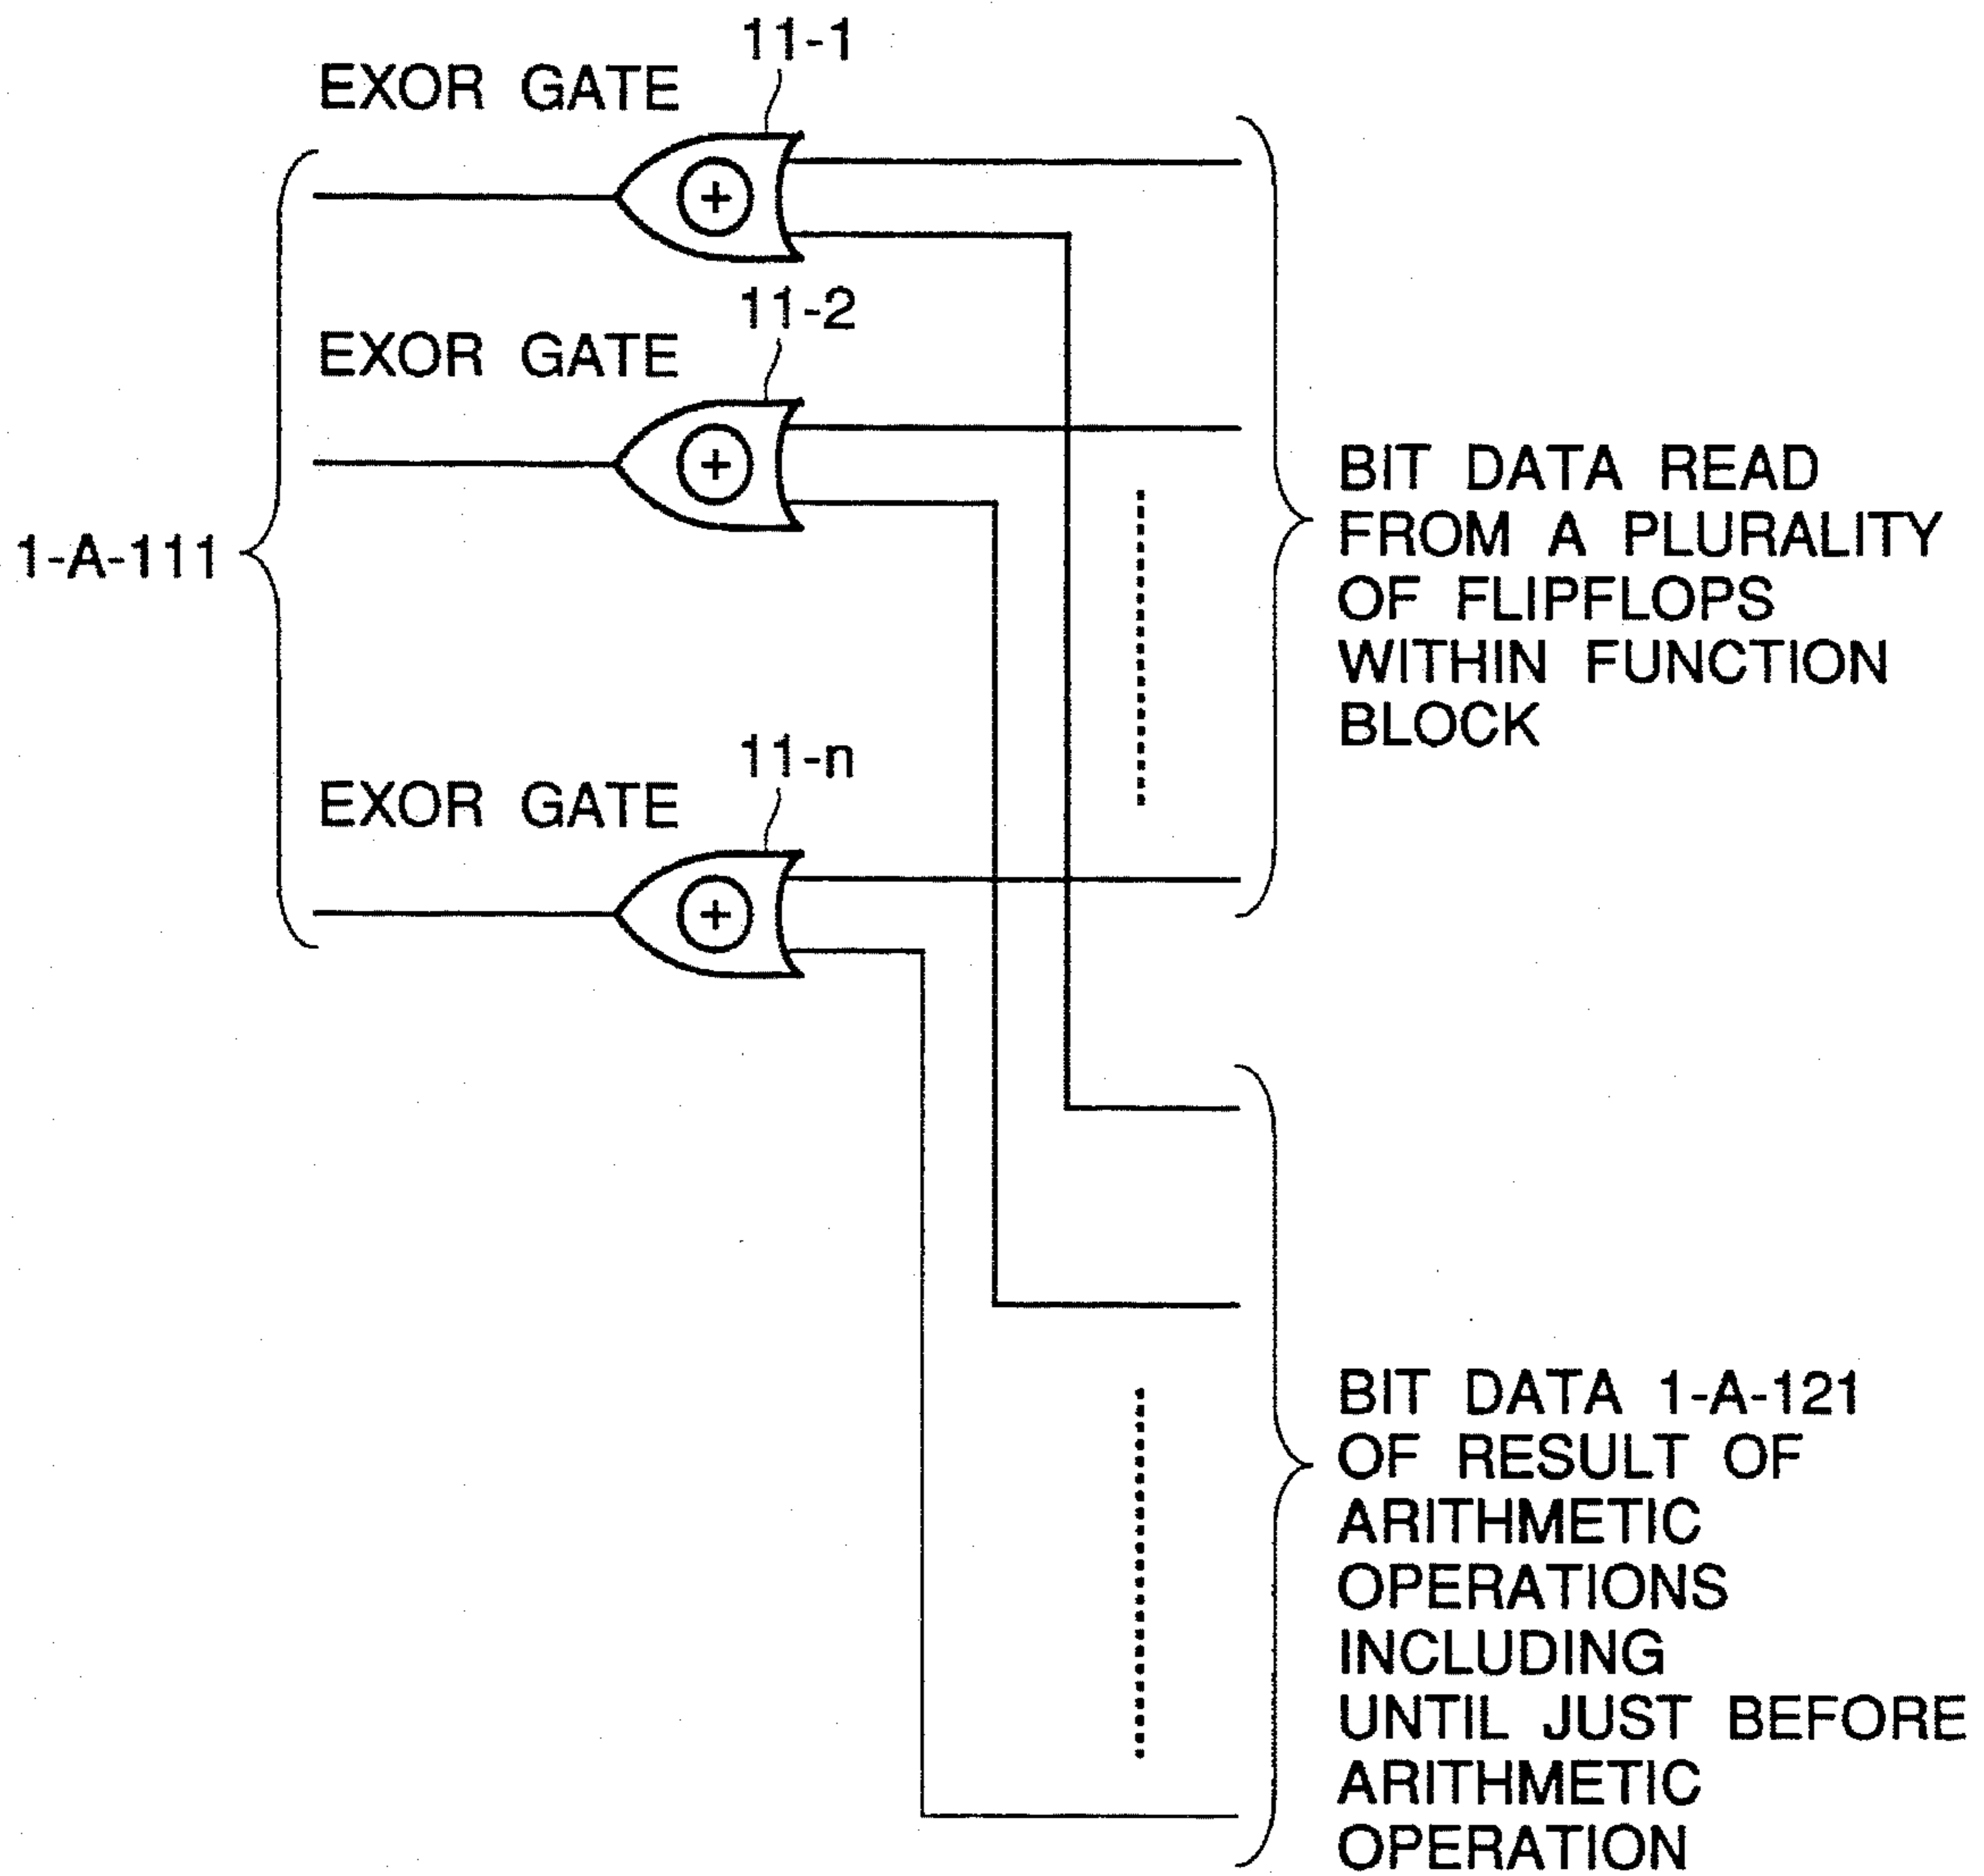 11-1
EXOR GATE
11-2
EXOR GATE
1-A-111
BIT DATA READ
FROM A PLURALITY
OF FLIPFLOPS
WITHIN FUNCTION
BLOCK
11-n
EXOR GATE
BIT DATA 1-A-121
OF RESULT OF
ARITHMETIC
OPERATIONS
INCLUDING
UNTIL JUST BEFORE
ARITHMETIC
OPERATION